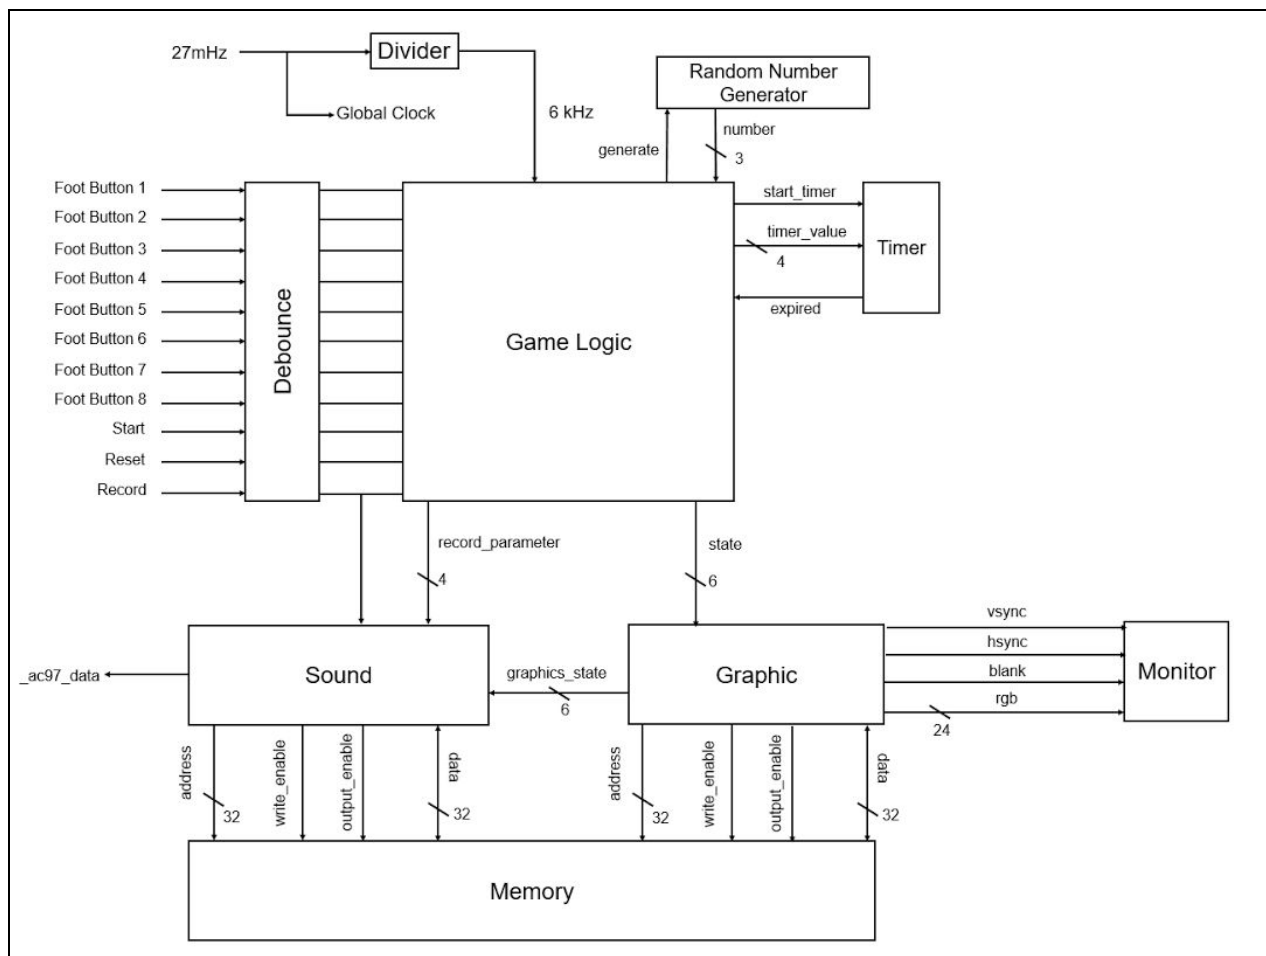 27mHz
Divider
Global Clock
6 kHz
Random Number
Generator
generate
number
3
Foot Button 1
Foot Button 2
Foot Button 3
Foot Button 4
Foot Button 5
Foot Button 6
Foot Button 7
Foot Button 8
Start
Reset
Record
Debounce
Game Logic
start_timer
timer_value
4
expired
Timer
record_parameter
4
state
6
_ac97_data
Sound
graphics_state
6
Graphic
vsync
hsync
blank
rgb
24
Monitor
address
32
write_enable
output_enable
data
32
address
32
write_enable
output_enable
data
32
Memory